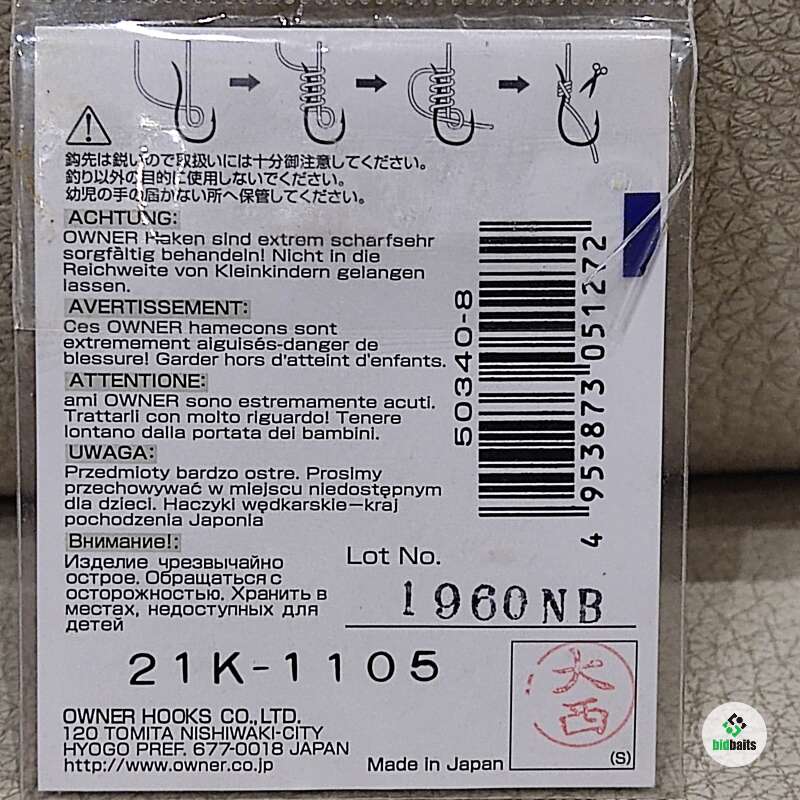 鈎先は鋭いので取扱いには十分御注意してください。
釣り以外の目的に使用しないでください。
幼児の手の届かない所へ保管してください。
ACHTUNG:
OWNER Haken sind extrem scharfsehr
sorgfältig behandeln! Nicht in die
Reichweite von Kleinkindern gelangen
lassen.
AVERTISSEMENT:
Ces OWNER hamecons sont
extremement aiguisés-danger de
blessure! Garder hors d'atteint d'enfants.
ATTENTIONE:
ami OWNER sono estremamente acuti.
Trattarli con molto riguardo! Tenere
lontano dalla portata dei bambini.
UWAGA:
Przedmioty bardzo ostre. Prosimy
przechowywać w miejscu niedostępnym
dla dzieci. Haczyki wędkarskie-kraj
pochodzenia Japonia
Внимание!:
Изделие чрезвычайно
острое. Обращаться с
осторожностью. Хранить в
местах, недоступных для
детей
50340-8
4 953873 051272
Lot No.
1960NB
21K-1105
大西
(S)
OWNER HOOKS CO.,LTD.
120 TOMITA NISHIWAKI-CITY
HYOGO PREF. 677-0018 JAPAN
http://www.owner.co.jp
Made in Japan
bidbaits